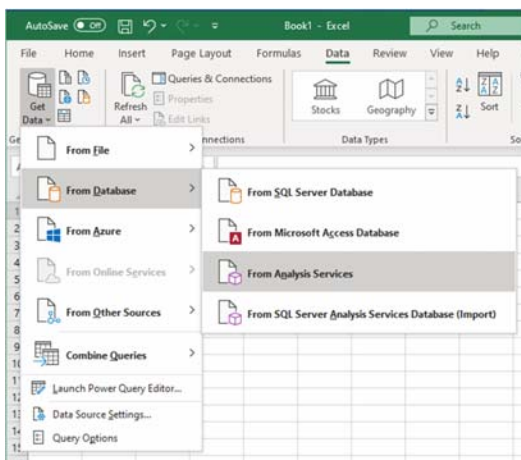 AutoSave Off Book1 - Excel Search
File Home Insert Page Layout Formulas Data Review View Help
Get Data
Refresh All
Queries & Connections
Properties
Edit Links
Stocks Geography
Sort
nnections Data Types
From File
From Database
From Azure
From Online Services
From Other Sources
Combine Queries
Launch Power Query Editor...
Data Source Settings...
Query Options
From SQL Server Database
From Microsoft Access Database
From Analysis Services
From SQL Server Analysis Services Database (Import)